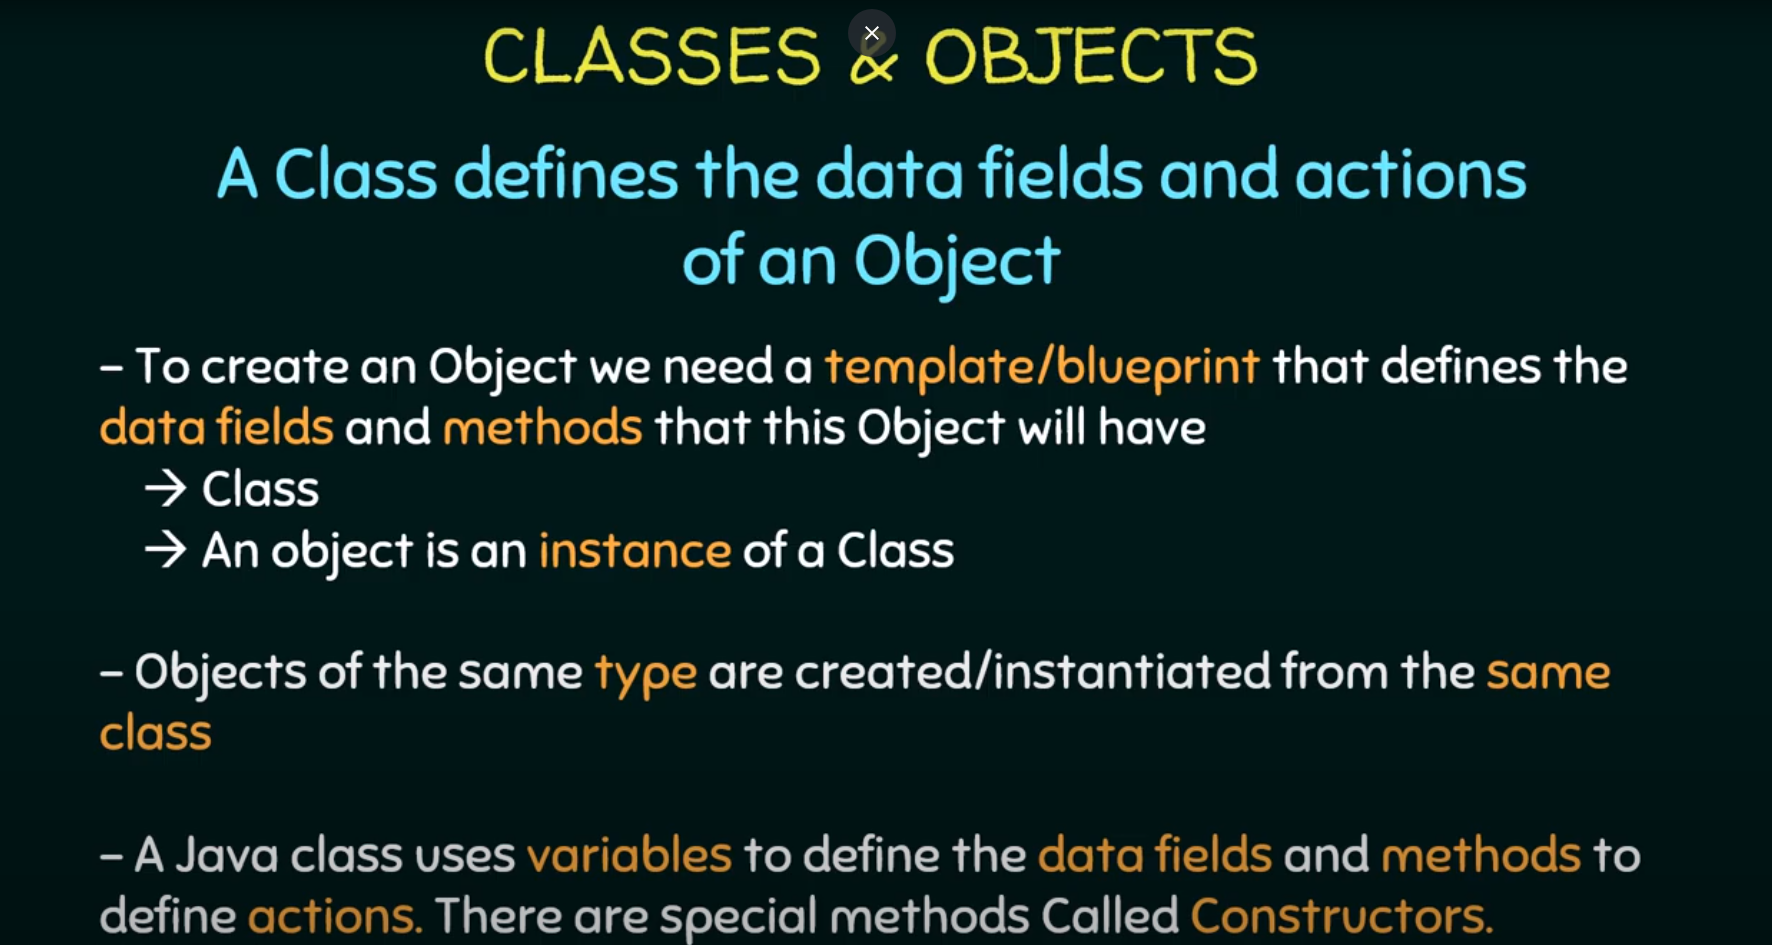 CLASSES & OBJECTS
A Class defines the data fields and actions
of an Object
– To create an Object we need a template/blueprint that defines the
data fields and methods that this Object will have
→ Class
→ An object is an instance of a Class
– Objects of the same type are created/instantiated from the same
class
– A Java class uses variables to define the data fields and methods to
define actions. There are special methods Called Constructors.